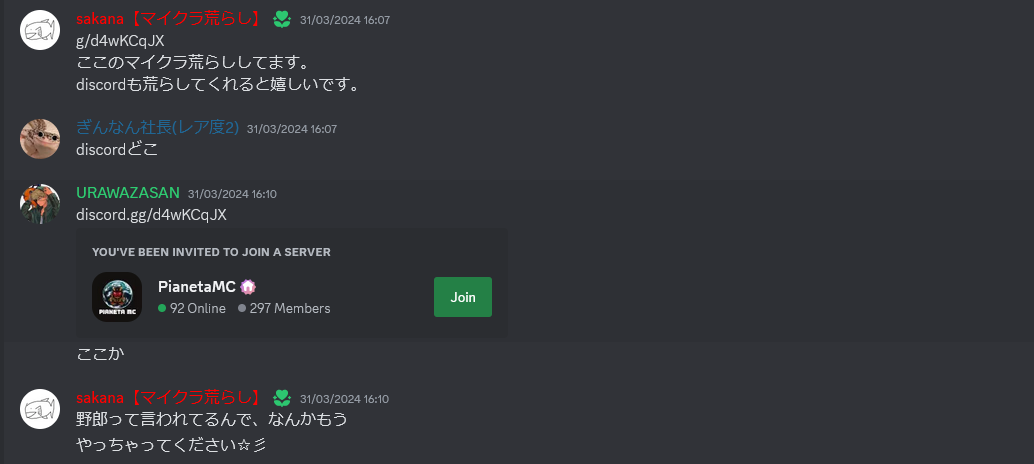 sakana【マイクラ荒らし】 31/03/2024 16:07
g/d4wKCqJX
ここのマイクラ荒らししてます。
discordも荒らしてくれると嬉しいです。
ぎんなん社長(レア度2) 31/03/2024 16:07
discordどこ
URAWAZASAN 31/03/2024 16:10
discord.gg/d4wKCqJX
YOU'VE BEEN INVITED TO JOIN A SERVER
PIANETA MC
PianetaMC
92 Online 297 Members
Join
ここか
sakana【マイクラ荒らし】 31/03/2024 16:10
野郎って言われてるんで、なんかもう
やっちゃってください☆彡